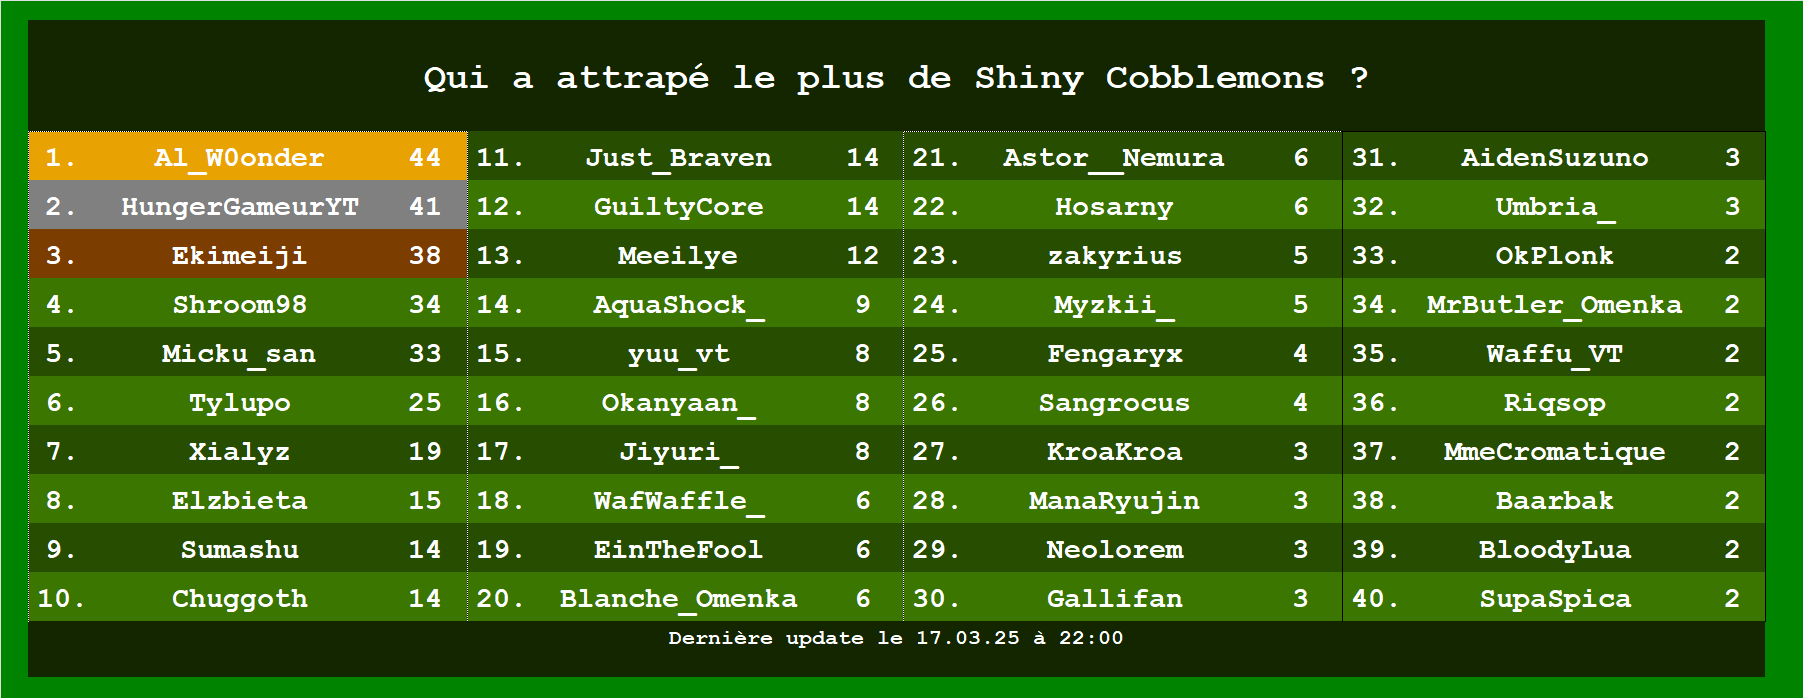 Qui a attrapé le plus de Shiny Cobblemons ?
1. Al_W0onder 44
2. HungerGameurYT 41
3. Ekimeiji 38
4. Shroom98 34
5. Micku_san 33
6. Tylupo 25
7. Xialyz 19
8. Elzbieta 15
9. Sumashu 14
10. Chuggoth 14
11. Just_Braven 14
12. GuiltyCore 14
13. Meeilye 12
14. AquaShock_ 9
15. yuu_vt 8
16. Okanyaan_ 8
17. Jiyuri_ 8
18. WafWaffle_ 6
19. EinTheFool 6
20. Blanche_Omenka 6
21. Astor__Nemura 6
22. Hosarny 6
23. zakyrius 5
24. Myzkii_ 5
25. Fengaryx 4
26. Sangrocus 4
27. KroaKroa 3
28. ManaRyujin 3
29. Neolorem 3
30. Gallifan 3
31. AidenSuzuno 3
32. Umbria_ 3
33. OkPlonk 2
34. MrButler_Omenka 2
35. Waffu_VT 2
36. Riqsop 2
37. MmeCromatique 2
38. Baarbak 2
39. BloodyLua 2
40. SupaSpica 2
Dernière update le 17.03.25 à 22:00